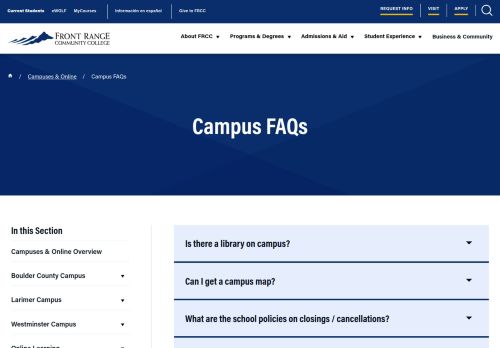 Current Students eWOLF MyCourses Información en español Give to FRCC REQUEST INFO VISIT APPLY
FRONT RANGE
COMMUNITY COLLEGE
About FRCC Programs & Degrees Admissions & Aid Student Experience Business & Community
/ Campuses & Online / Campus FAQs
Campus FAQs
In this Section
Campuses & Online Overview
Boulder County Campus
Larimer Campus
Westminster Campus
Online Learning
Is there a library on campus?
Can I get a campus map?
What are the school policies on closings / cancellations?